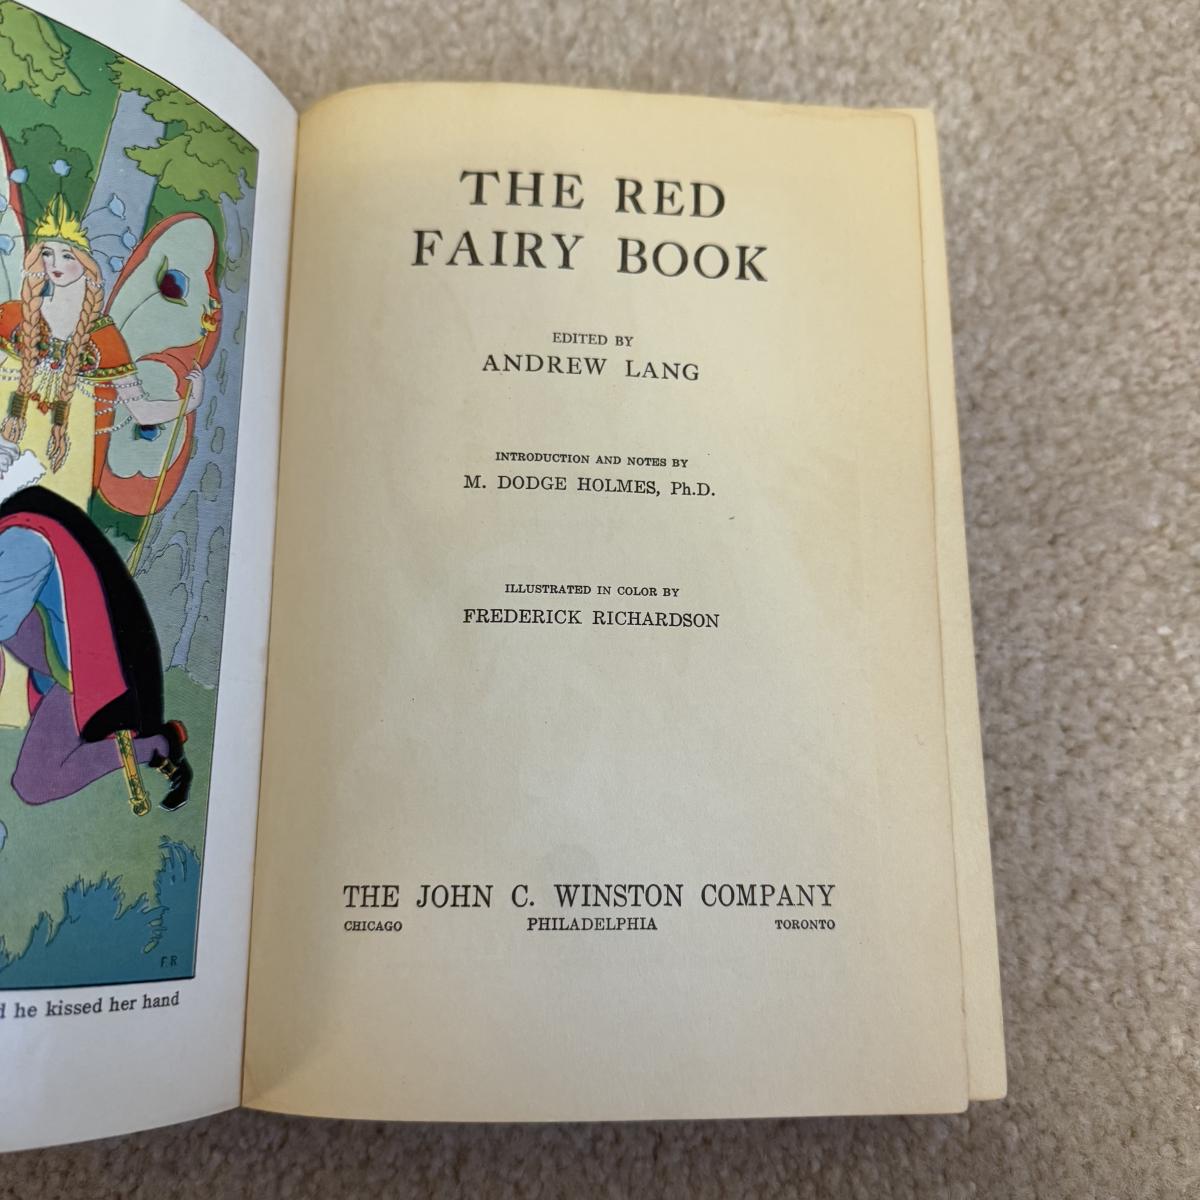 F.R
he kissed her hand
THE RED
FAIRY BOOK
EDITED BY
ANDREW LANG
INTRODUCTION AND NOTES BY
M. DODGE HOLMES, Ph.D.
ILLUSTRATED IN COLOR BY
FREDERICK RICHARDSON
THE JOHN C. WINSTON COMPANY
CHICAGO PHILADELPHIA TORONTO